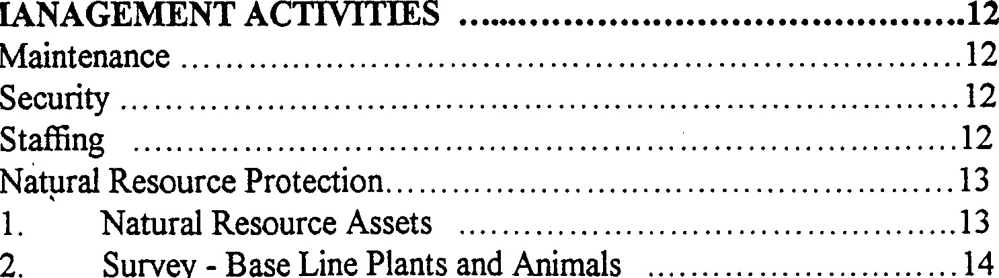 MANAGEMENT ACTIVITIES ........................................12
Maintenance ..................................................................12
Security ........................................................................12
Staffing .......................................................................12
Natural Resource Protection................................................13
1. Natural Resource Assets ..........................................13
2. Survey - Base Line Plants and Animals ..........................14